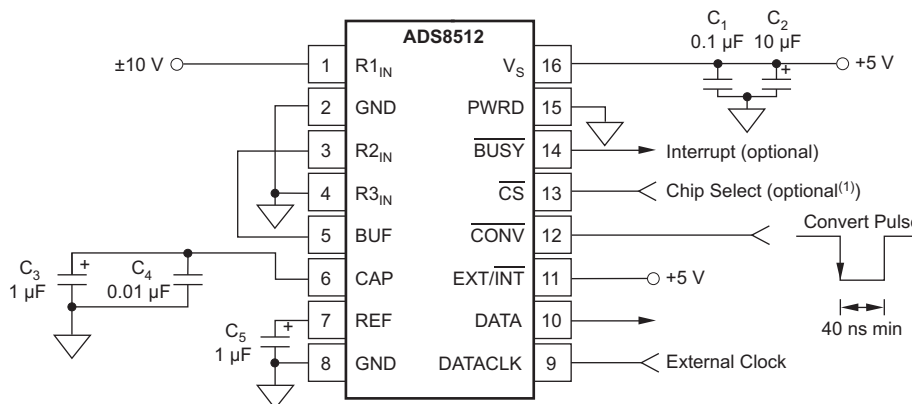 ADS8512
±10 V
1 R1IN
2 GND
3 R2IN
4 R3IN
5 BUF
6 CAP
7 REF
8 GND
C3
1 µF
+
C4
0.01 µF
C5
1 µF
+
VS 16
PWRD 15
BUSY 14
CS 13
CONV 12
EXT/INT 11
DATA 10
DATACLK 9
C1
0.1 µF
C2
10 µF
+
+5 V
Interrupt (optional)
Chip Select (optional(1))
Convert Pulse
+5 V
40 ns min
External Clock